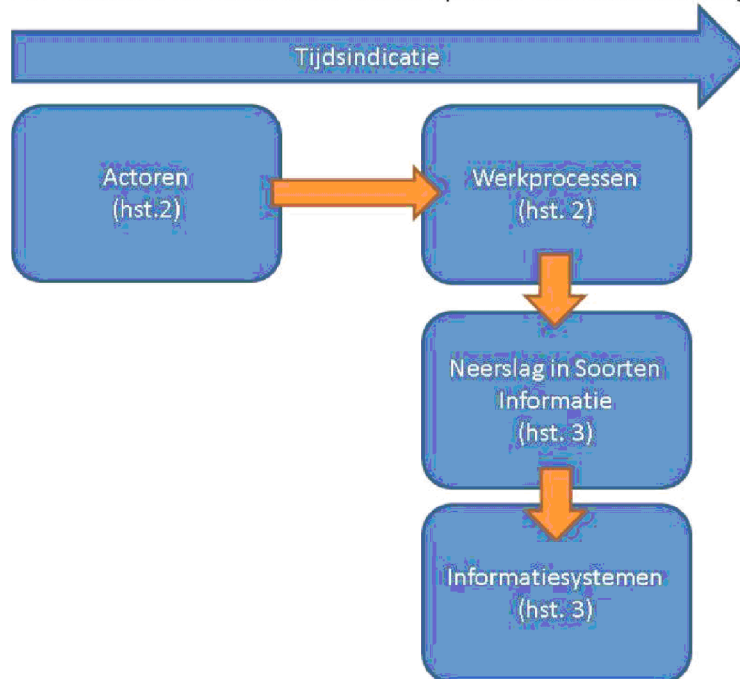 Tijdsindicatie
Actoren
(hst.2)
Werkprocessen
(hst. 2)
Neerslag in Soorten
Informatie
(hst. 3)
Informatiesystemen
(hst. 3)